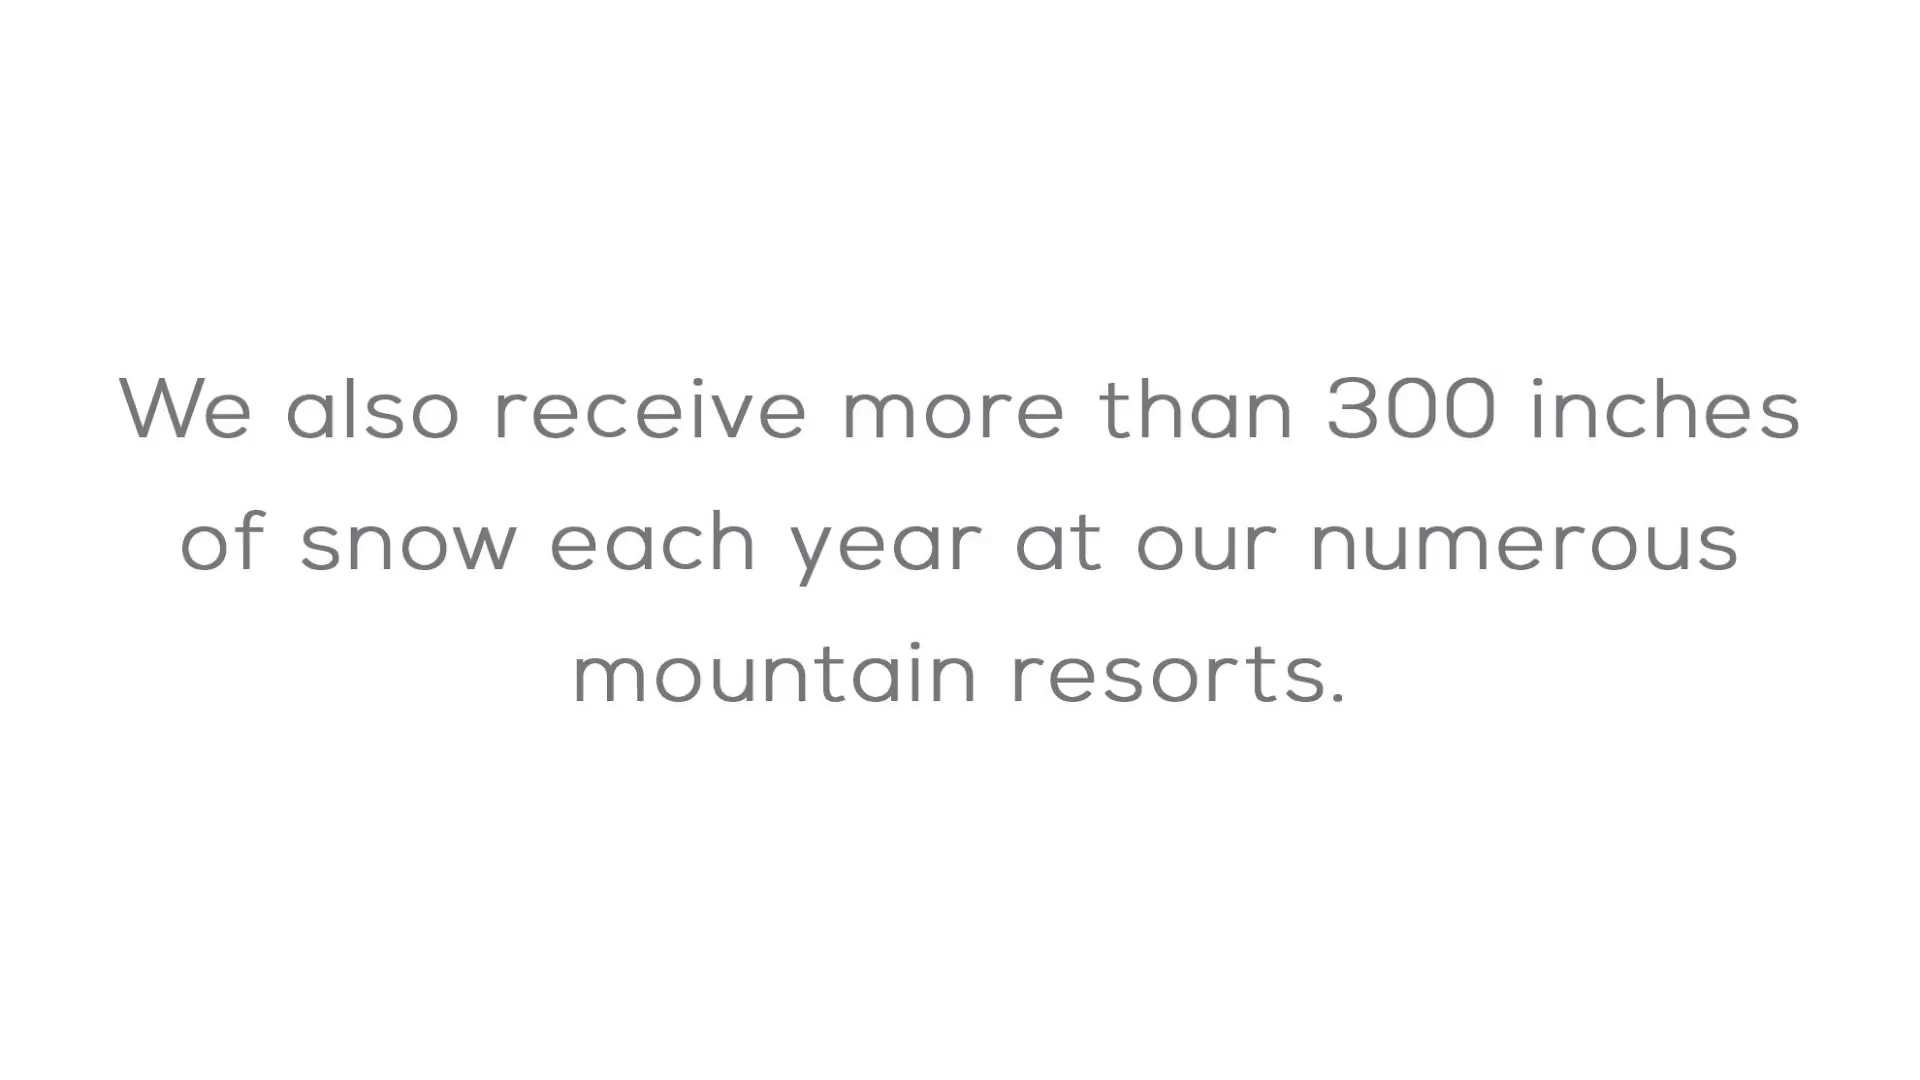 We also receive more than 300 inches
of snow each year at our numerous
mountain resorts.